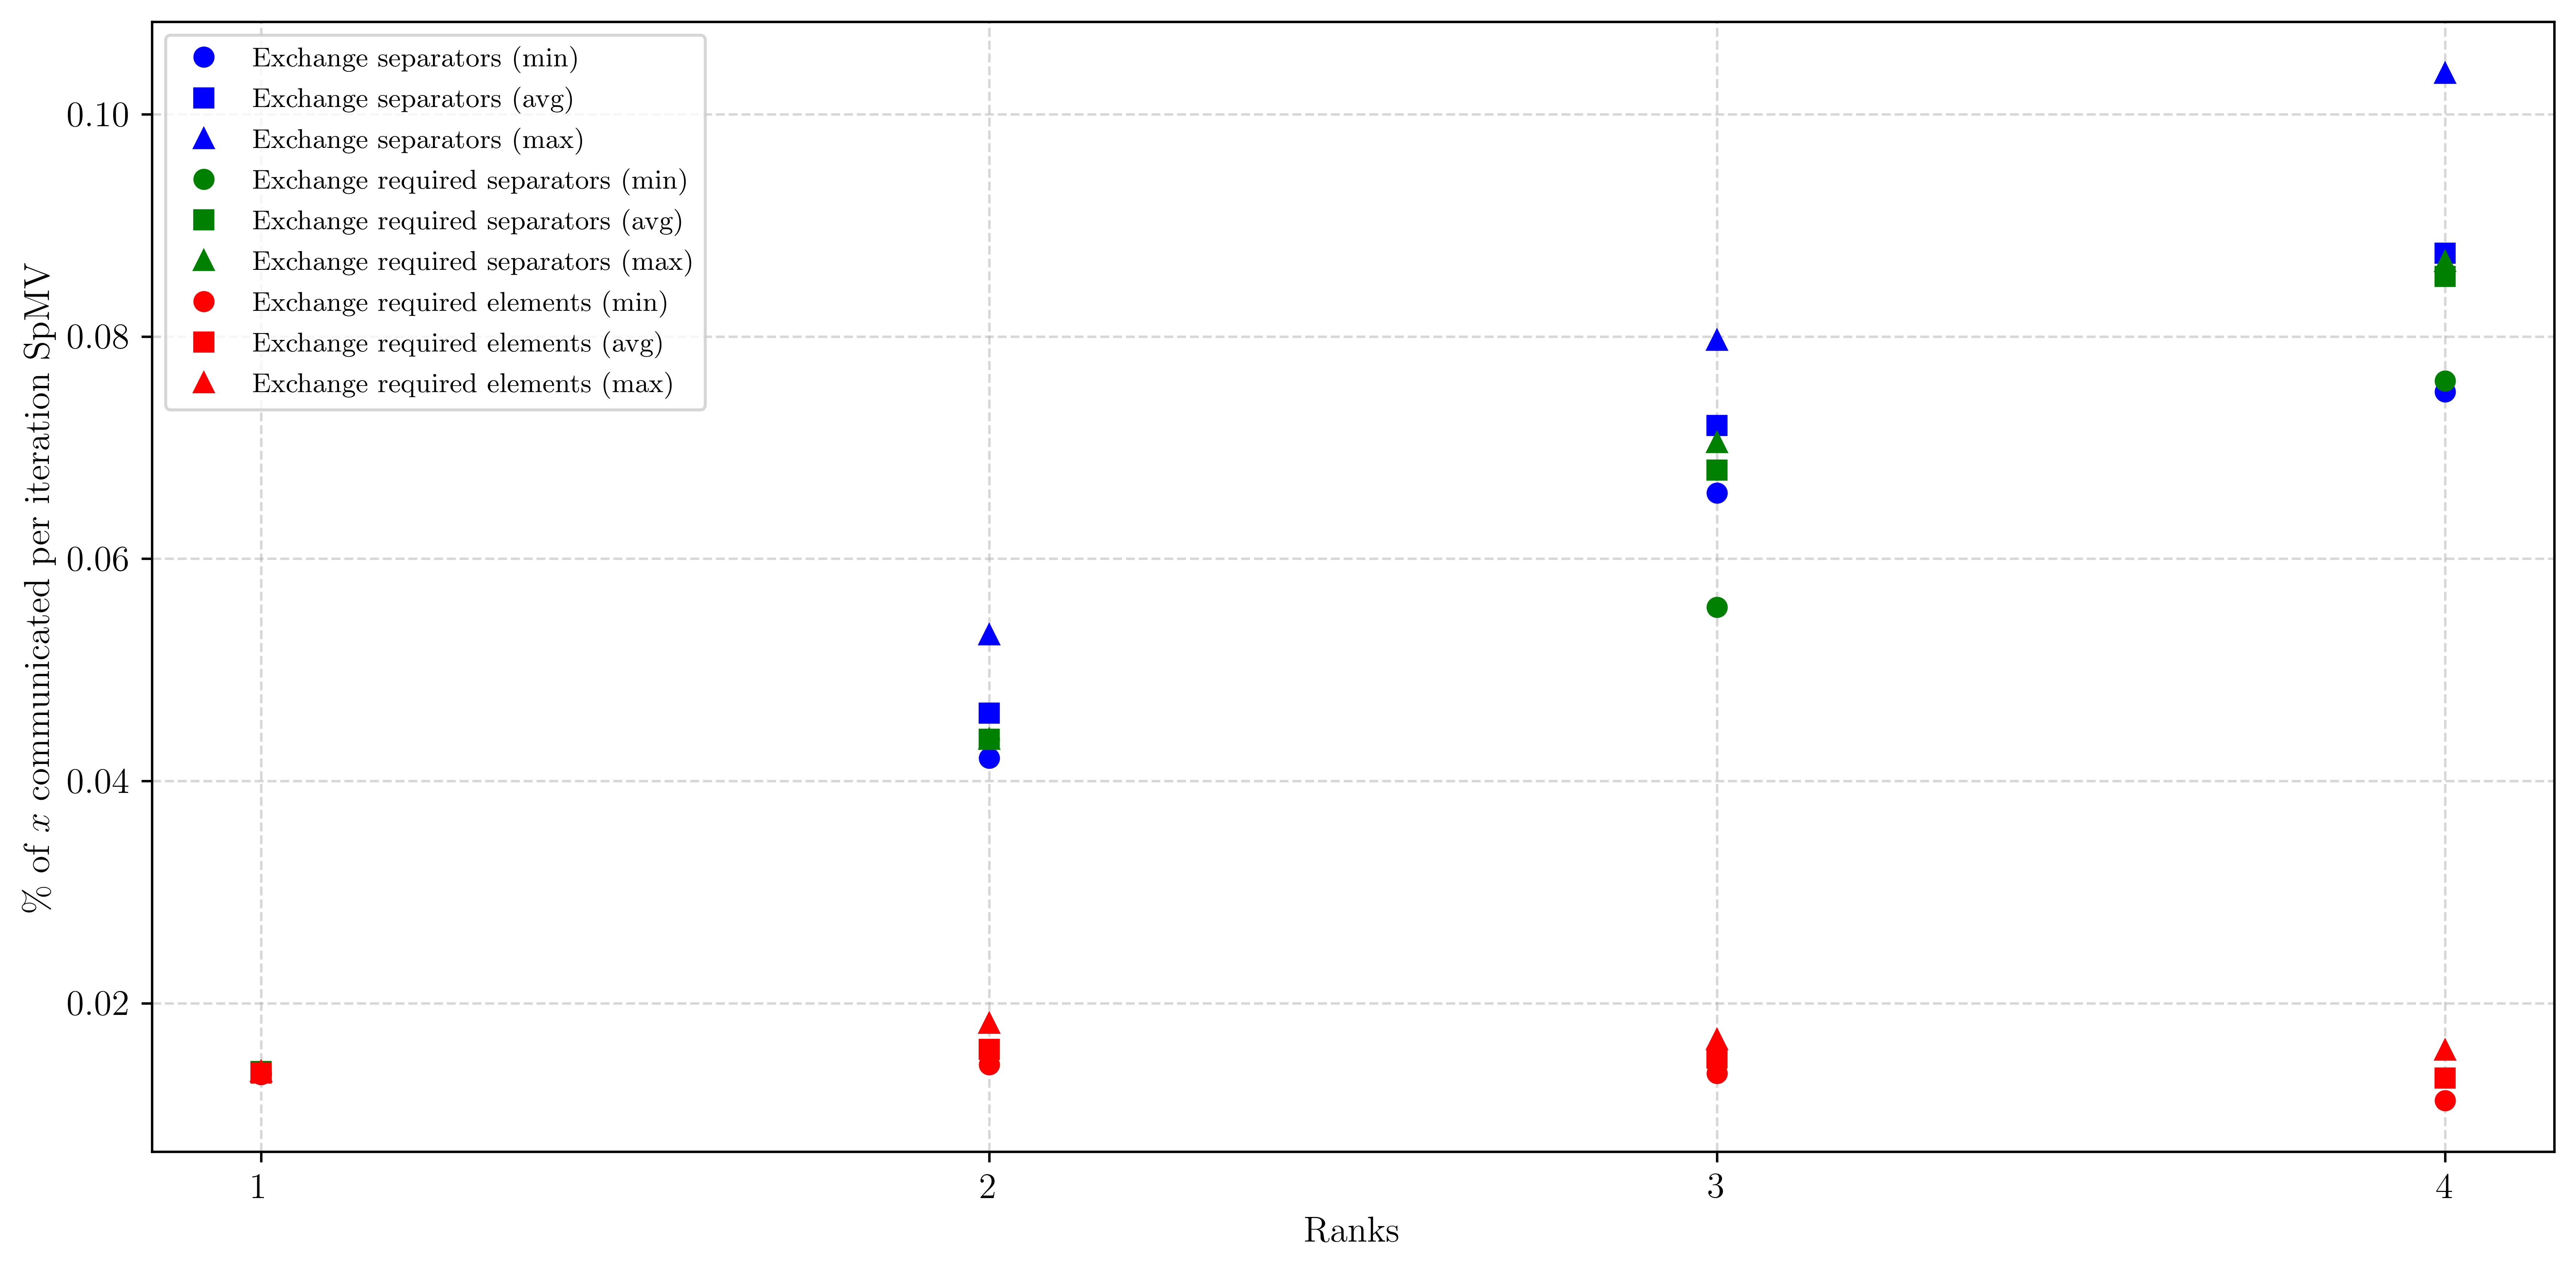 Exchange separators (min)
Exchange separators (avg)
Exchange separators (max)
Exchange required separators (min)
Exchange required separators (avg)
Exchange required separators (max)
Exchange required elements (min)
Exchange required elements (avg)
Exchange required elements (max)
% of x communicated per iteration SpMV
0.10
0.08
0.06
0.04
0.02
1
2
3
4
Ranks